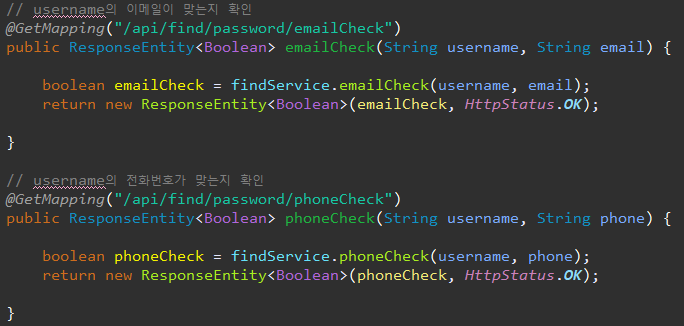 // username의 이메일이 맞는지 확인
@GetMapping("/api/find/password/emailCheck")
public ResponseEntity<Boolean> emailCheck(String username, String email) {
boolean emailCheck = findService.emailCheck(username, email);
return new ResponseEntity<Boolean>(emailCheck, HttpStatus.OK);
}
// username의 전화번호가 맞는지 확인
@GetMapping("/api/find/password/phoneCheck")
public ResponseEntity<Boolean> phoneCheck(String username, String phone) {
boolean phoneCheck = findService.phoneCheck(username, phone);
return new ResponseEntity<Boolean>(phoneCheck, HttpStatus.OK);
}